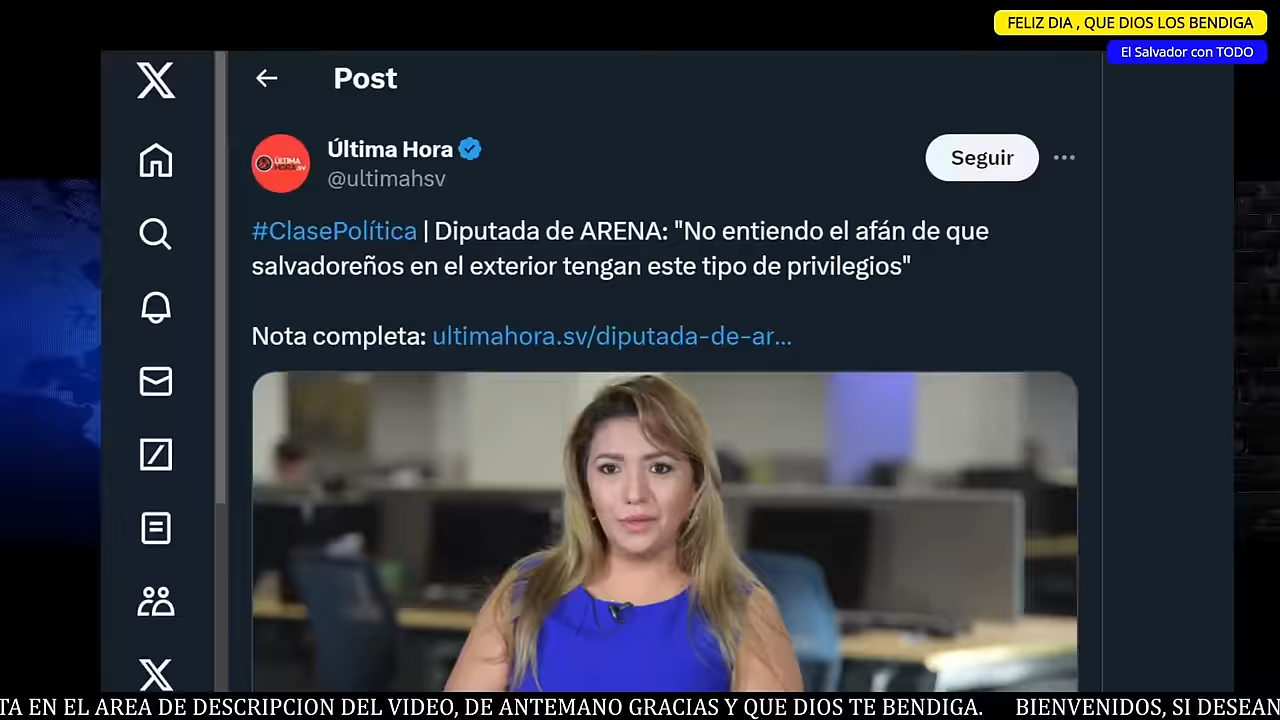 FELIZ DIA , QUE DIOS LOS BENDIGA
El Salvador con TODO
Post
Última Hora
@ultimahsv
Seguir
ÚLTIMA
HORA.SV
#ClasePolítica | Diputada de ARENA: "No entiendo el afán de que
salvadoreños en el exterior tengan este tipo de privilegios"
Nota completa: ultimahora.sv/diputada-de-ar...
TA EN EL AREA DE DESCRIPCION DEL VIDEO, DE ANTEMANO GRACIAS Y QUE DIOS TE BENDIGA. BIENVENIDOS, SI DESEAN